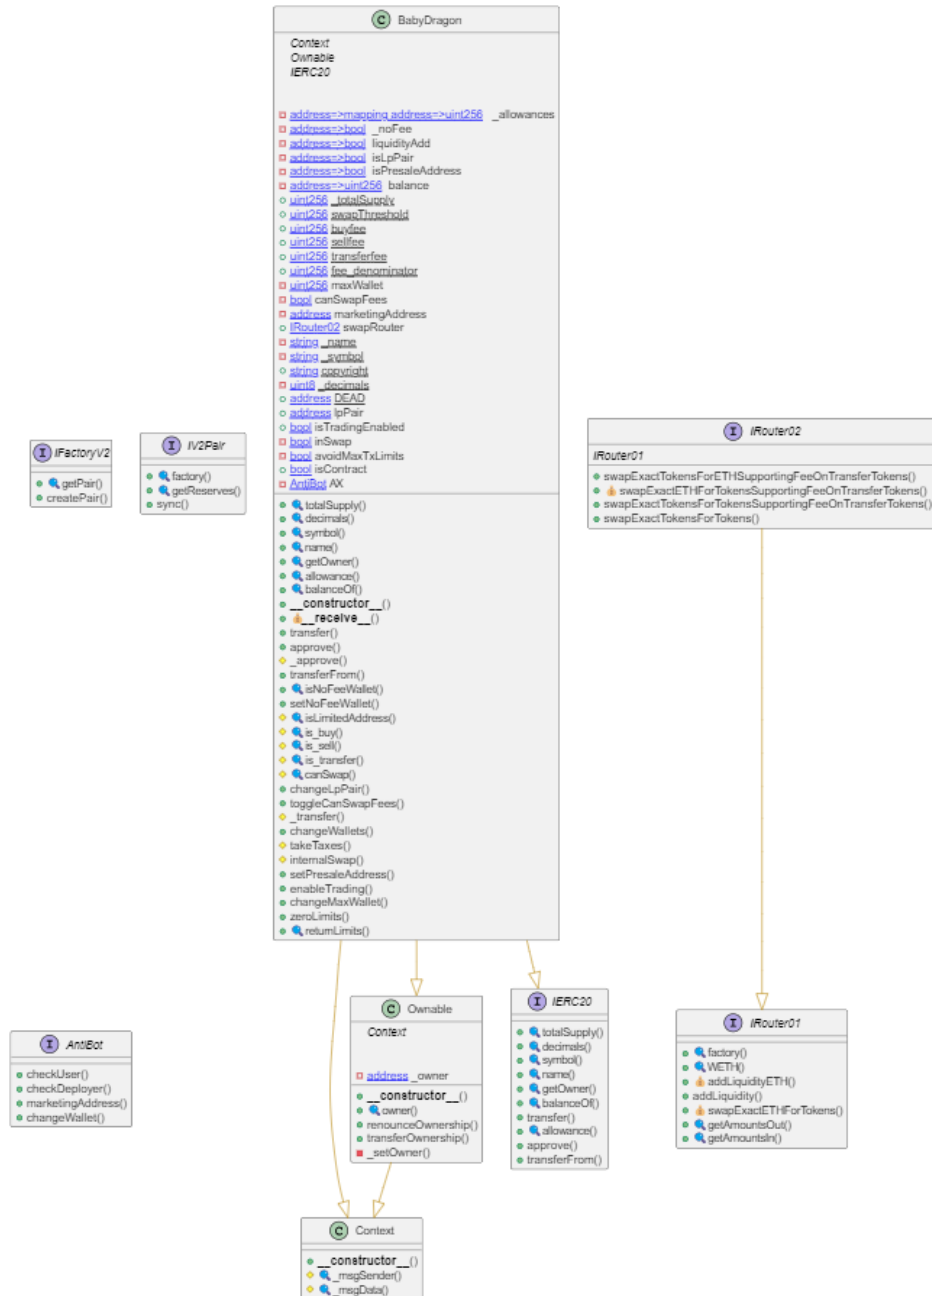 C BabyDragon
Context
Ownable
IERC20
address=>mapping address=>uint256 _allowances
address=>bool _noFee
address=>bool liquidityAdd
address=>bool isLpPair
address=>bool isPresaleAddress
address=>uint256 balance
uint256 _totalSupply
uint256 swapThreshold
uint256 buyfee
uint256 sellfee
uint256 transferfee
uint256 fee_denominator
uint256 maxWallet
bool canSwapFees
address marketingAddress
IRouter02 swapRouter
string _name
string _symbol
string copyright
uint8 _decimals
address DEAD
address lpPair
bool isTradingEnabled
bool inSwap
bool avoidMaxTxLimits
bool isContract
AntiBot AX
totalSupply()
decimals()
symbol()
name()
getOwner()
allowance()
balanceOf()
__constructor__()
__receive__()
transfer()
approve()
_approve()
transferFrom()
isNoFeeWallet()
setNoFeeWallet()
isLimitedAddress()
is_buy()
is_sell()
is_transfer()
canSwap()
changeLpPair()
toggleCanSwapFees()
_transfer()
changeWallets()
takeTaxes()
internalSwap()
setPresaleAddress()
enableTrading()
changeMaxWallet()
zeroLimits()
returnLimits()
I IFactoryV2
getPair()
createPair()
I IV2Pair
factory()
getReserves()
sync()
I IRouter02
IRouter01
swapExactTokensForETHSupportingFeeOnTransferTokens()
swapExactETHForTokensSupportingFeeOnTransferTokens()
swapExactTokensForTokensSupportingFeeOnTransferTokens()
swapExactTokensForTokens()
I AntiBot
checkUser()
checkDeployer()
marketingAddress()
changeWallet()
C Ownable
Context
address _owner
__constructor__()
owner()
renounceOwnership()
transferOwnership()
_setOwner()
I IERC20
totalSupply()
decimals()
symbol()
name()
getOwner()
balanceOf()
transfer()
allowance()
approve()
transferFrom()
I IRouter01
factory()
WETH()
addLiquidityETH()
addLiquidity()
swapExactETHForTokens()
getAmountsOut()
getAmountsIn()
C Context
__constructor__()
_msgSender()
_msgData()